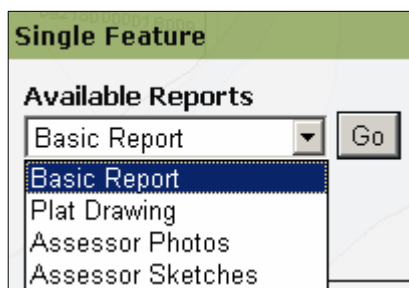 Single Feature
Available Reports
Basic Report
Go
Basic Report
Plat Drawing
Assessor Photos
Assessor Sketches